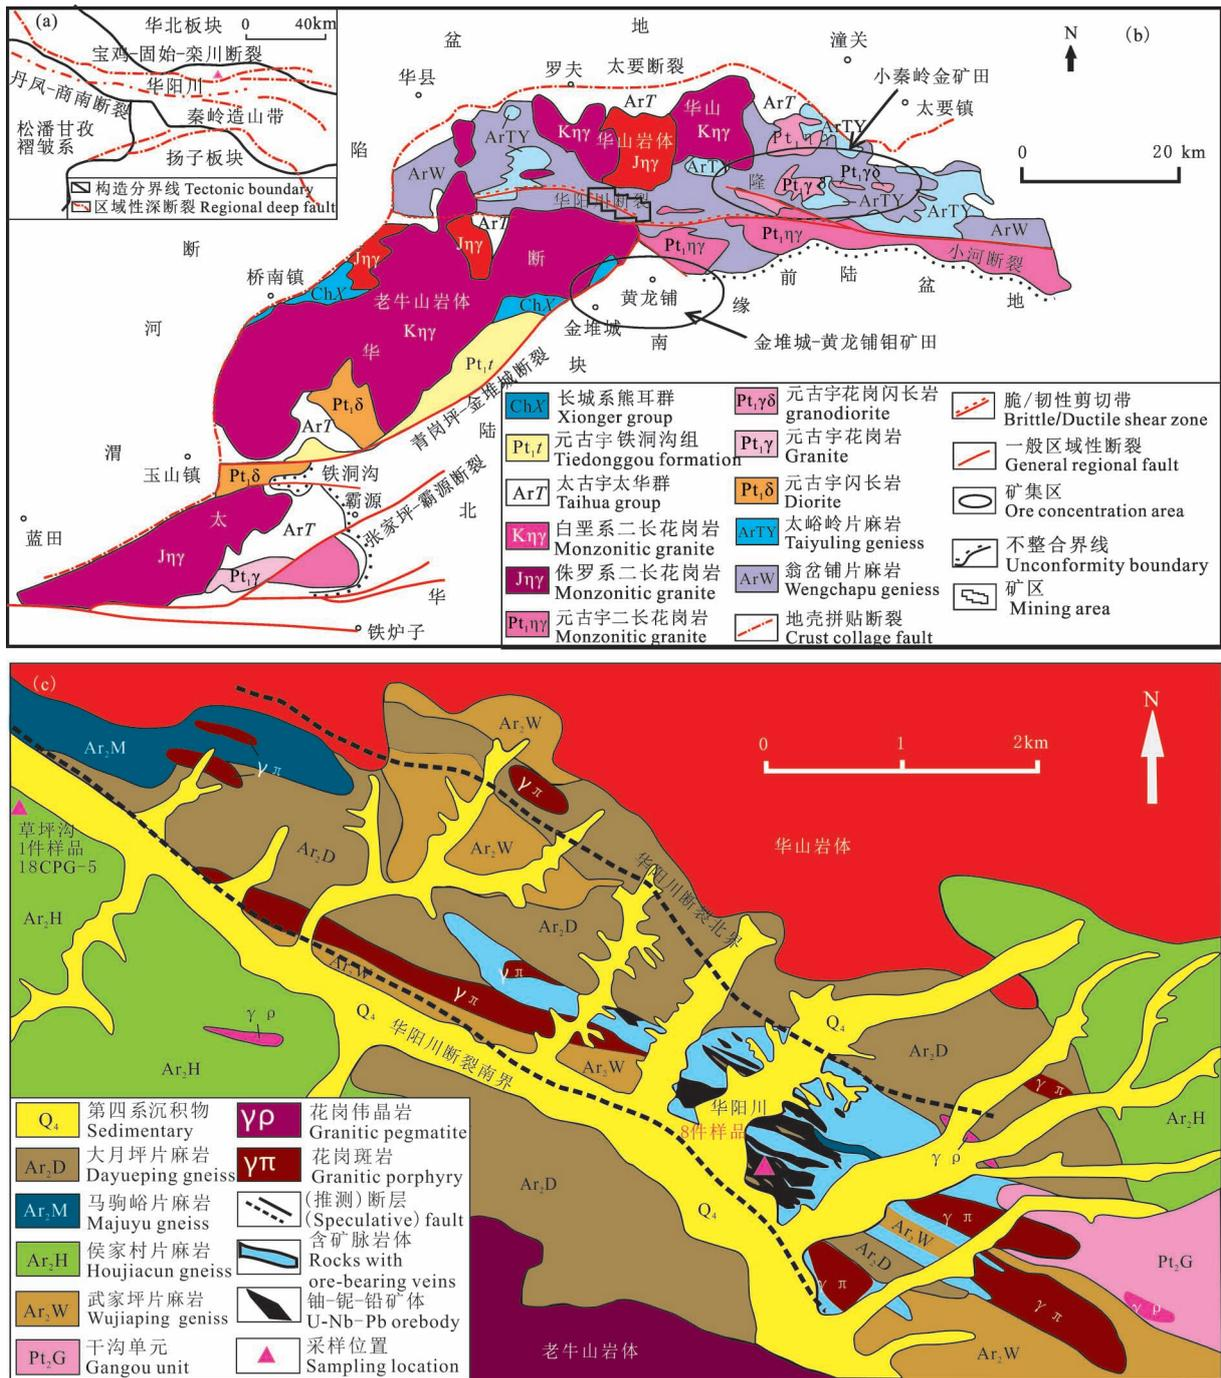 (a)
0 40km
华北板块
宝鸡-固始-栾川断裂
华阳川
丹凤-商南断裂
秦岭造山带
松潘甘孜
褶皱系
扬子板块
构造分界线 Tectonic boundary
区域性深断裂 Regional deep fault
(b)
N
盆
地
潼关
华县
罗夫
太要断裂
小秦岭金矿田
太要镇
0 20 km
陷
ArT
ArT
华山
Kηγ
Kηγ
华山岩体
Jηγ
ArTY
ArTY
ArTY
Pt₁ηγ
Pt₁γδ
Pt₁γδ
ArTY
ArTY
ArW
ArW
隆
华阳川断裂
ArT
Jηγ
Jηγ
断
Pt₁ηγ
Pt₁ηγ
小河断裂
断
桥南镇
ChX
老牛山岩体
Kηγ
ChX
黄龙铺
金堆城
前
陆
盆
地
缘
南
金堆城-黄龙铺钼矿田
河
华
Pt₁t
块
青岗坪-金堆城断裂
Pt₁δ
ArT
陆
渭
玉山镇
Pt₁δ
铁洞沟
霸源
张家坪-霸源断裂
北
太
ArT
蓝田
Jηγ
Pt₁γ
华
铁炉子
ChX 长城系熊耳群
Xionger group
Pt₁t 元古宇铁洞沟组
Tiedonggou formation
ArT 太古宇太华群
Taihua group
Kηγ 白垩系二长花岗岩
Monzonitic granite
Jηγ 侏罗系二长花岗岩
Monzonitic granite
Pt₁ηγ 元古宇二长花岗岩
Monzonitic granite
Pt₁γδ 元古宇花岗闪长岩
granodiorite
Pt₁γ 元古宇花岗岩
Granite
Pt₁δ 元古宇闪长岩
Diorite
ArTY 太峪岭片麻岩
Taiyuling geniess
ArW 翁岔铺片麻岩
Wengchapu geniess
地壳拼贴断裂
Crust collage fault
脆/韧性剪切带
Brittle/Ductile shear zone
一般区域性断裂
General regional fault
矿集区
Ore concentration area
不整合界线
Unconformity boundary
矿区
Mining area
(c)
N
0 1 2km
Ar₂M
γπ
Ar₂W
γπ
草坪沟
1件样品
18CPG-5
Ar₂D
Ar₂W
华阳川断裂北界
华山岩体
Ar₂H
Ar₂D
Ar₂W
γπ
γπ
γρ
Q₄
Q₄
Ar₂D
华阳川断裂南界
Ar₂H
Ar₂W
γπ
Ar₂H
华阳川
8件样品
γρ
Ar₂D
Q₄
γπ
Ar₂W
Ar₂D
Pt₂G
γπ
γπ
γρ
Ar₂W
老牛山岩体
Q₄ 第四系沉积物
Sedimentary
Ar₂D 大月坪片麻岩
Dayueping gneiss
Ar₂M 马驹峪片麻岩
Majuyu gneiss
Ar₂H 侯家村片麻岩
Houjiacun gneiss
Ar₂W 武家坪片麻岩
Wujiaping geniss
Pt₂G 干沟单元
Gangou unit
γρ 花岗伟晶岩
Granitic pegmatite
γπ 花岗斑岩
Granitic porphyry
(推测)断层
(Speculative) fault
含矿脉岩体
Rocks with
ore-bearing veins
铀-铌-铅矿体
U-Nb-Pb orebody
采样位置
Sampling location